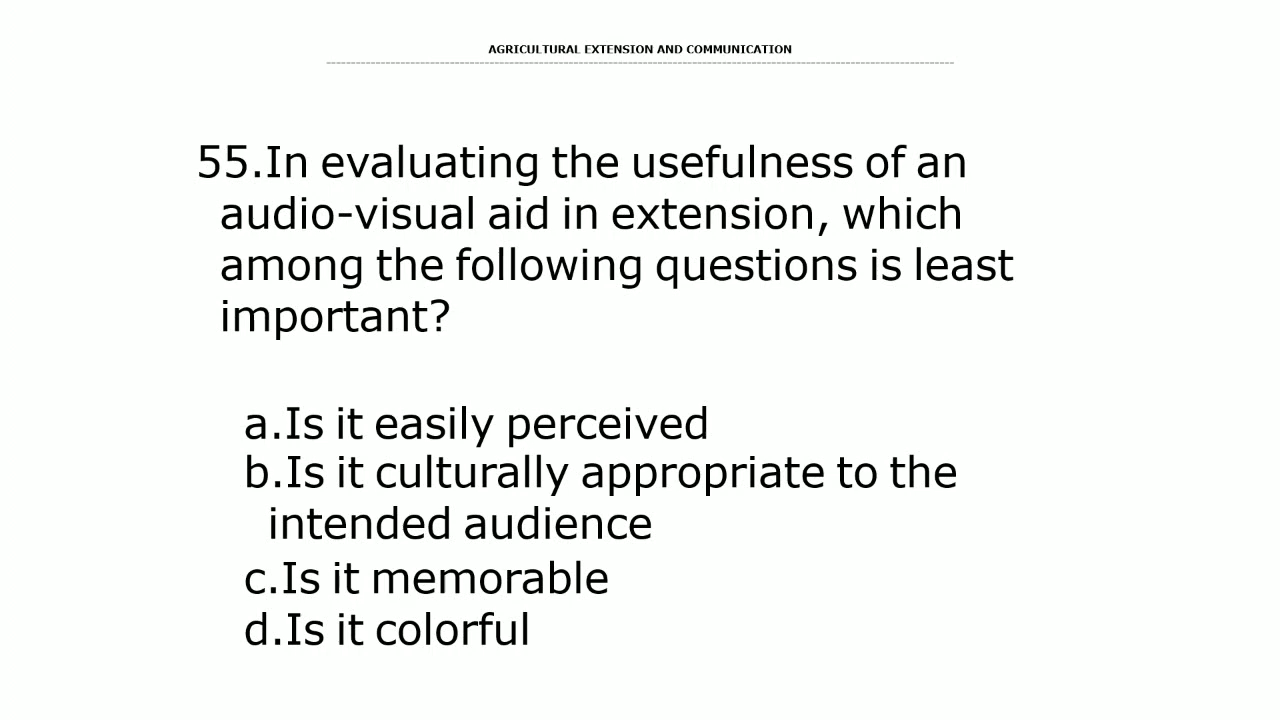 AGRICULTURAL EXTENSION AND COMMUNICATION
55.In evaluating the usefulness of an
audio-visual aid in extension, which
among the following questions is least
important?
a.Is it easily perceived
b.Is it culturally appropriate to the
intended audience
c.Is it memorable
d.Is it colorful